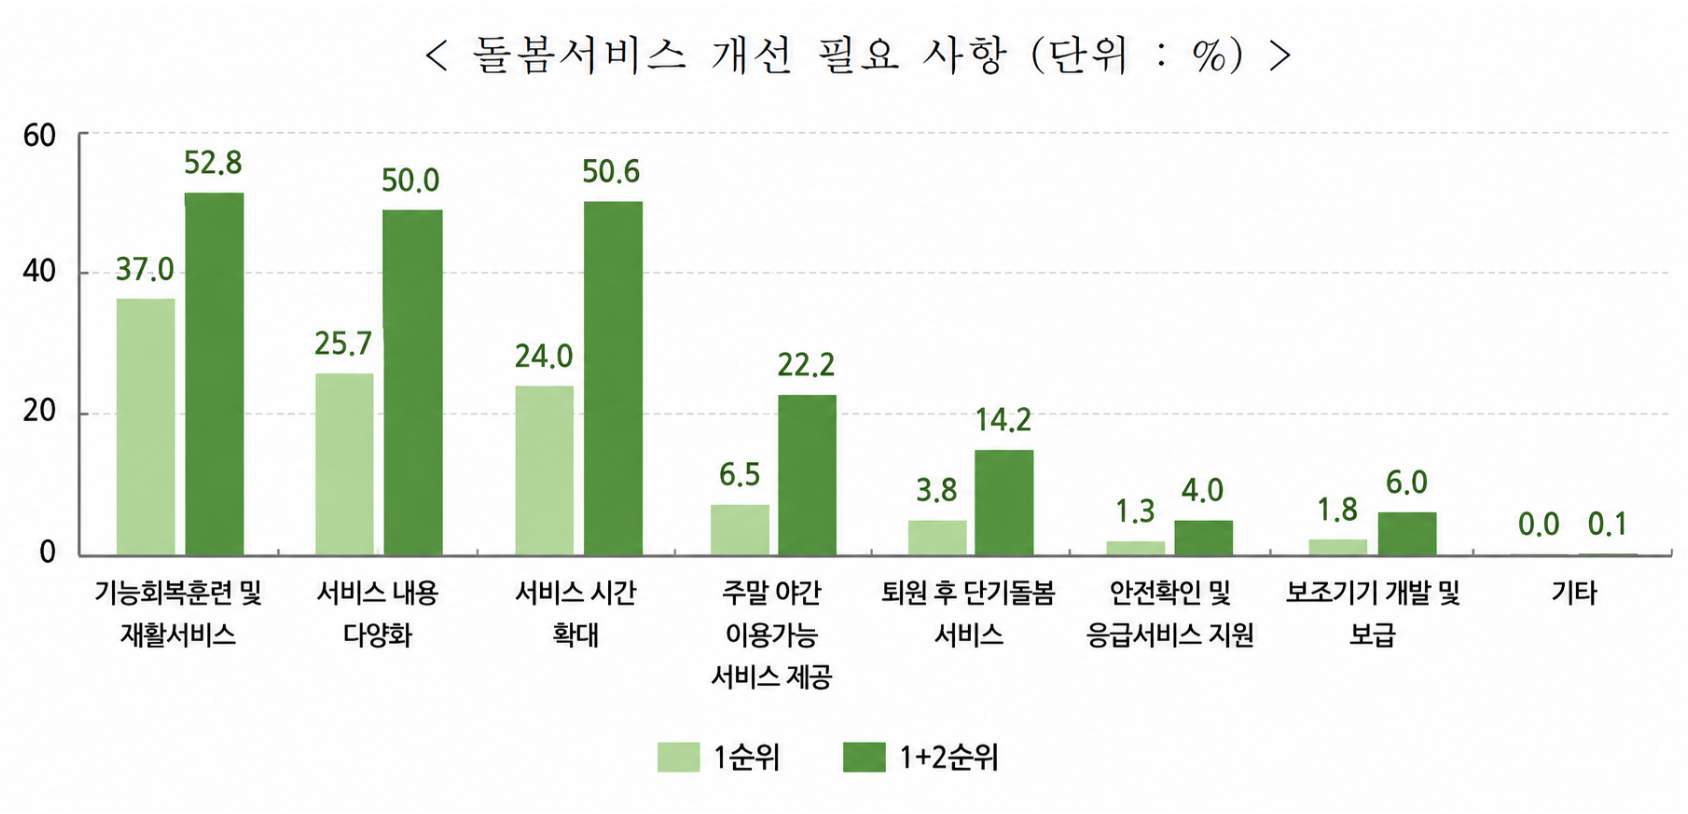 < 돌봄서비스 개선 필요 사항 (단위 : %) >
60
40
20
0
37.0 52.8
25.7 50.0
24.0 50.6
6.5 22.2
3.8 14.2
1.3 4.0
1.8 6.0
0.0 0.1
기능회복훈련 및
재활서비스
서비스 내용
다양화
서비스 시간
확대
주말 야간
이용가능
서비스 제공
퇴원 후 단기돌봄
서비스
안전확인 및
응급서비스 지원
보조기기 개발 및
보급
기타
1순위
1+2순위